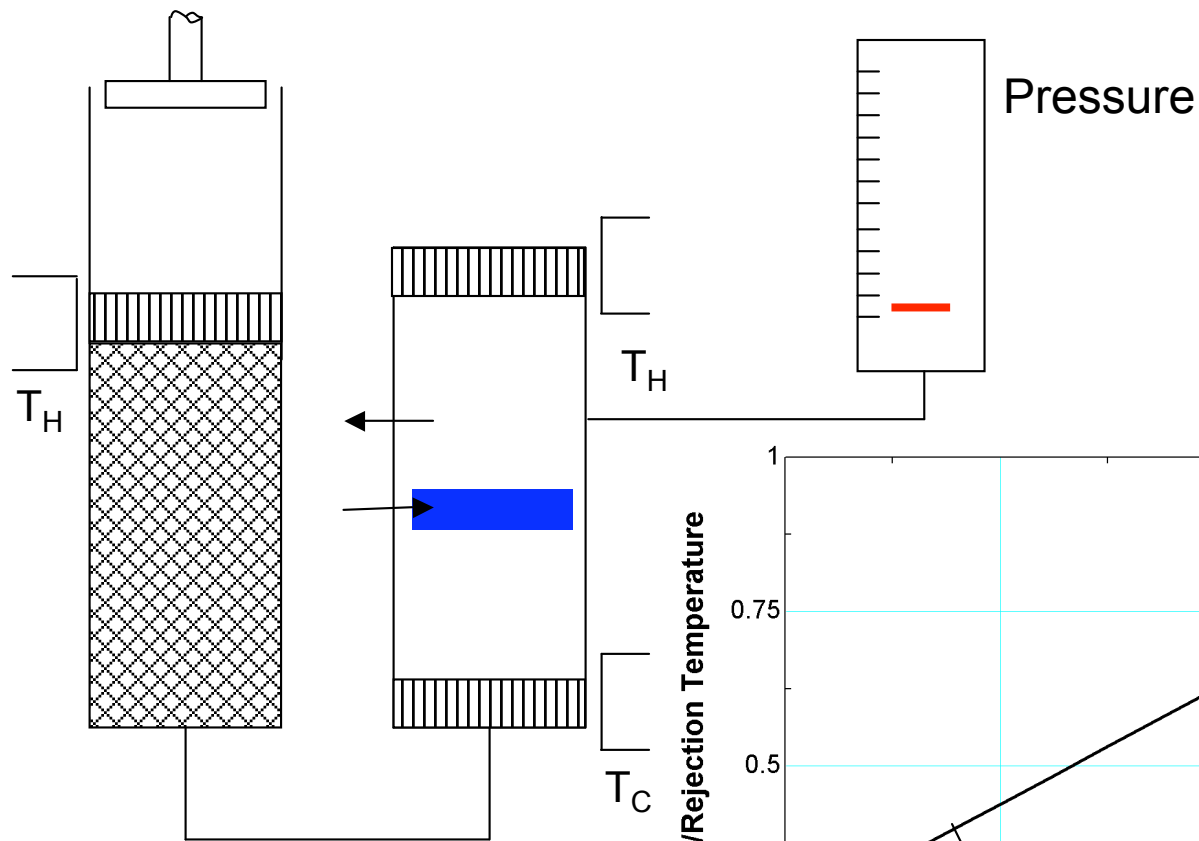 Pressure
T_H
T_H
T_C
1
0.75
0.5
/Rejection Temperature